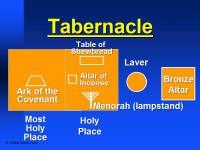 Tabernacle
Table of
Shewbread
Laver
Altar of
Incense
Bronze
Altar
Ark of the
Covenant
Menorah (lampstand)
Most
Holy
Place
Holy
Place